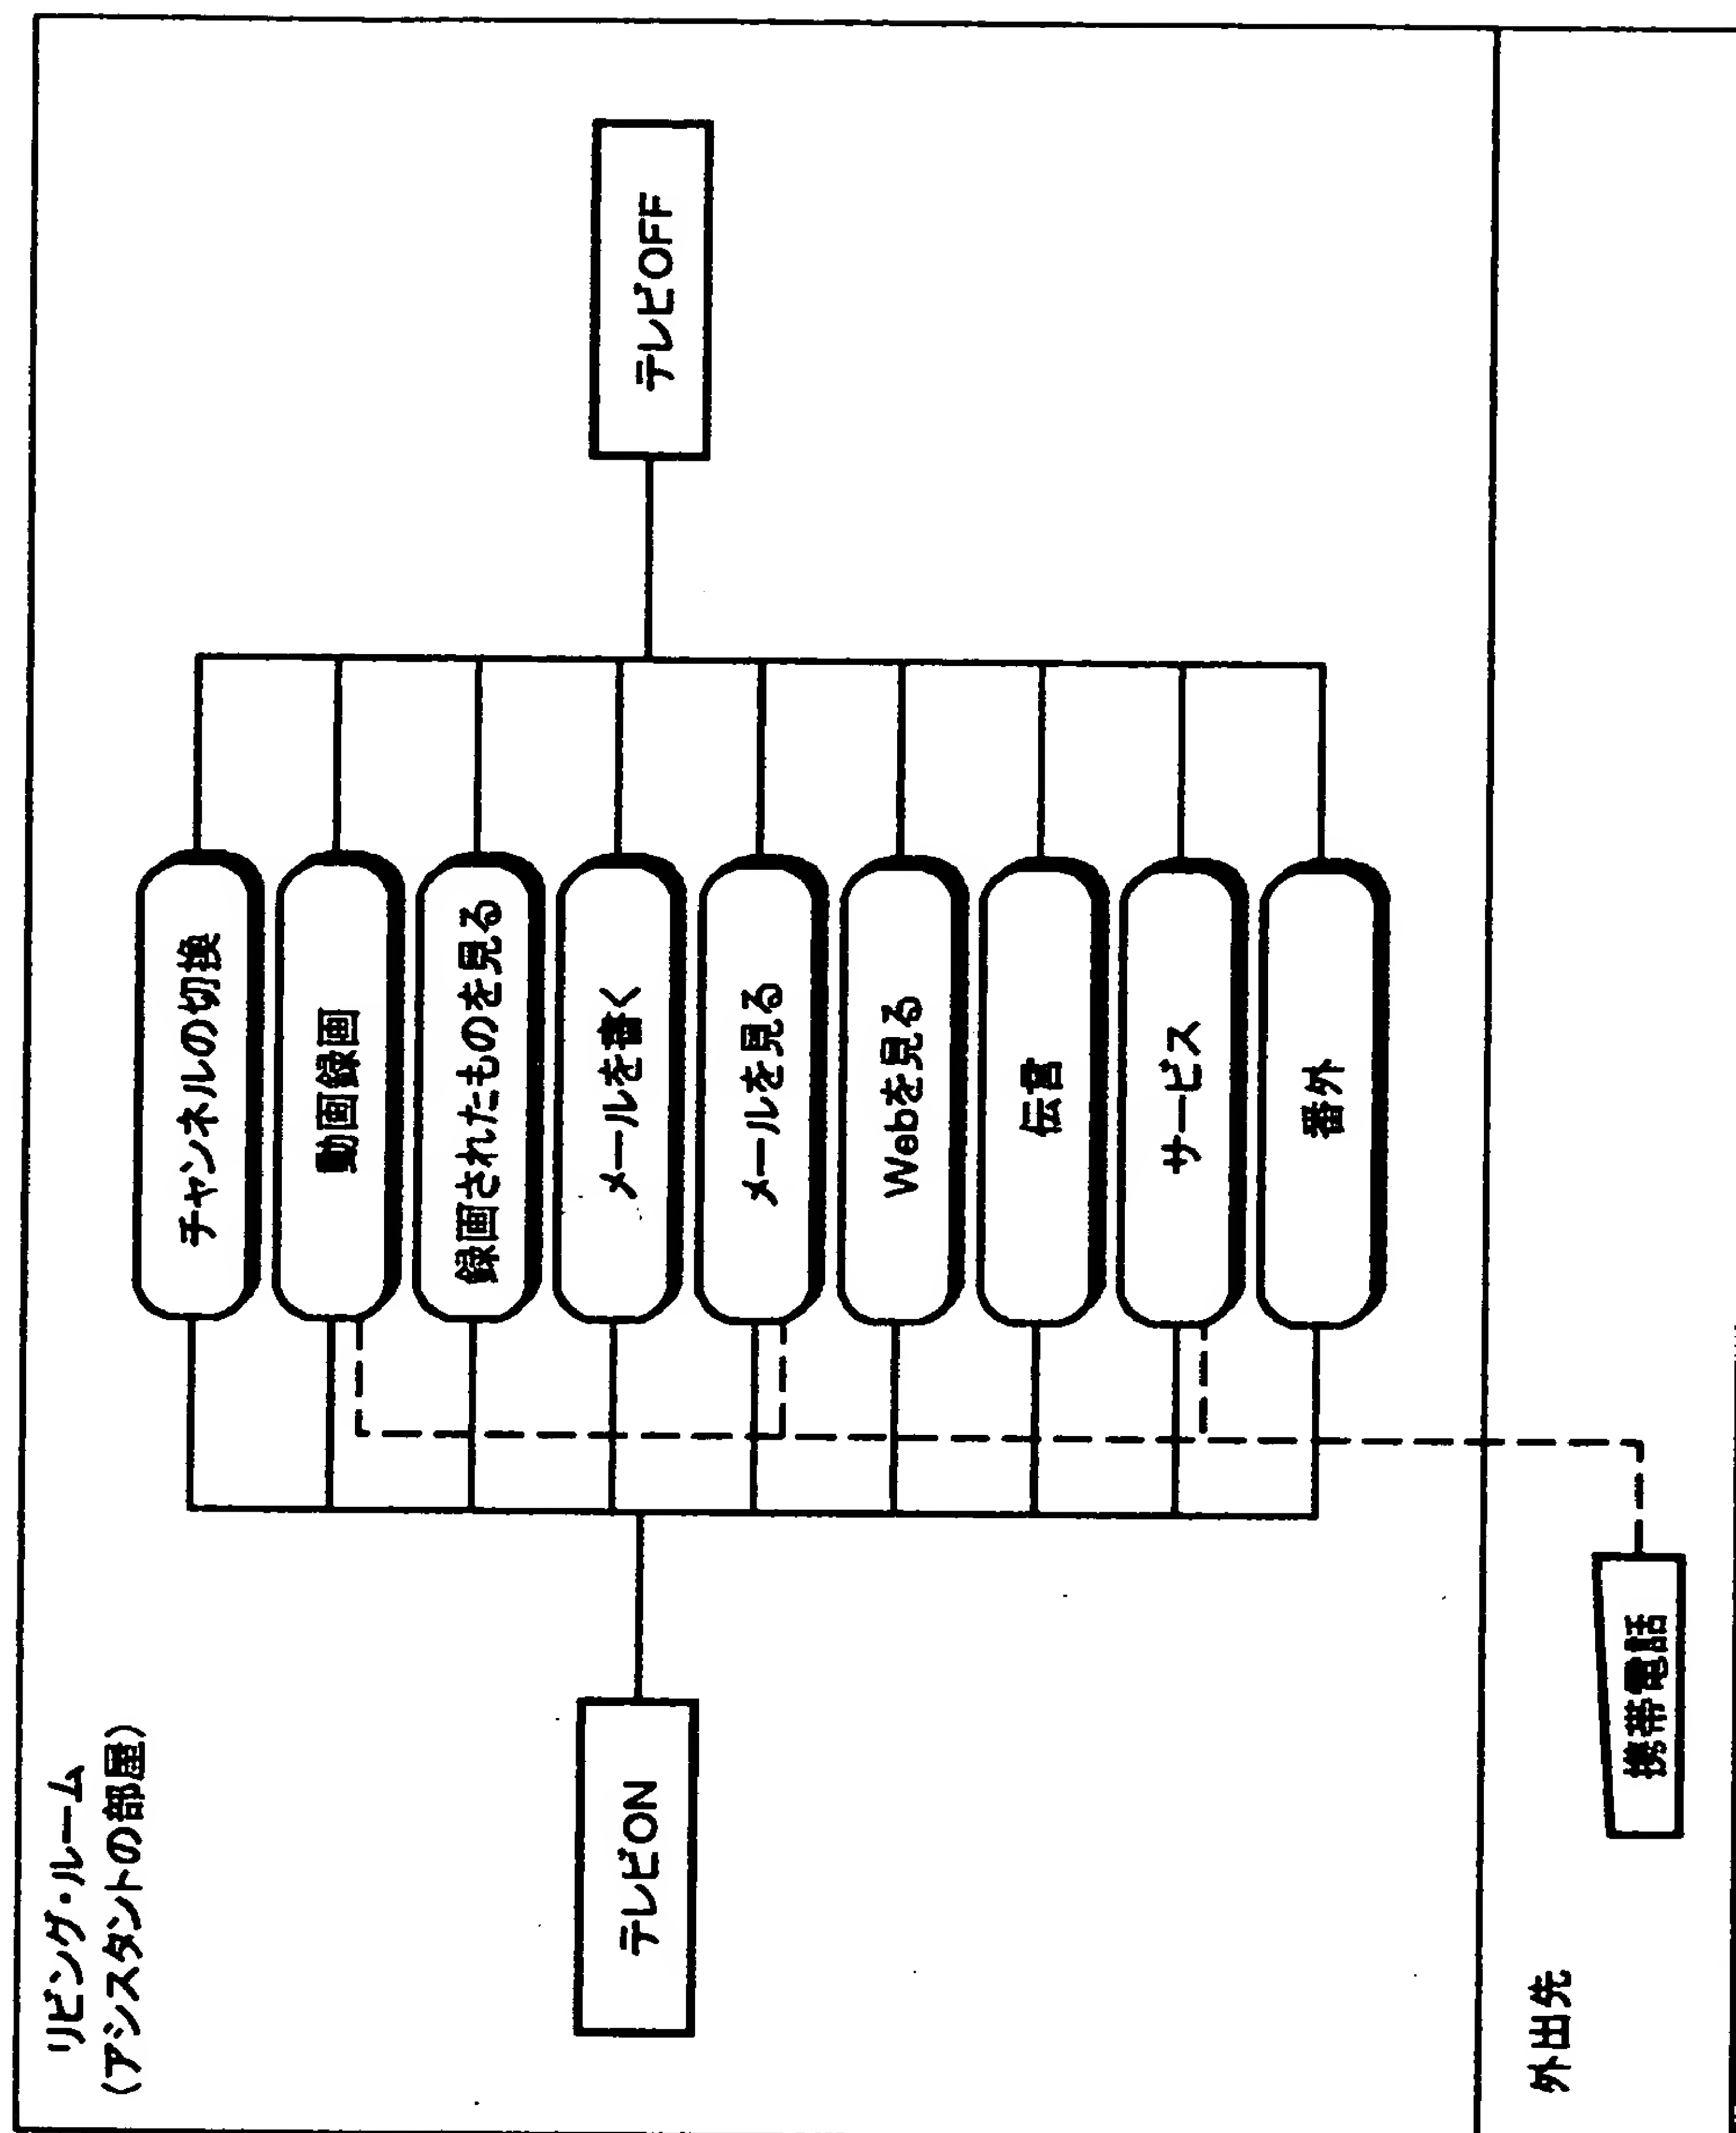 リビング・ルーム
(アシスタントの部屋)
テレビON
チャンネルの切換
動画録画
録画されたものを見る
メールを書く
メールを見る
Webを見る
伝言
サービス
番外
テレビOFF
外出先
携帯電話